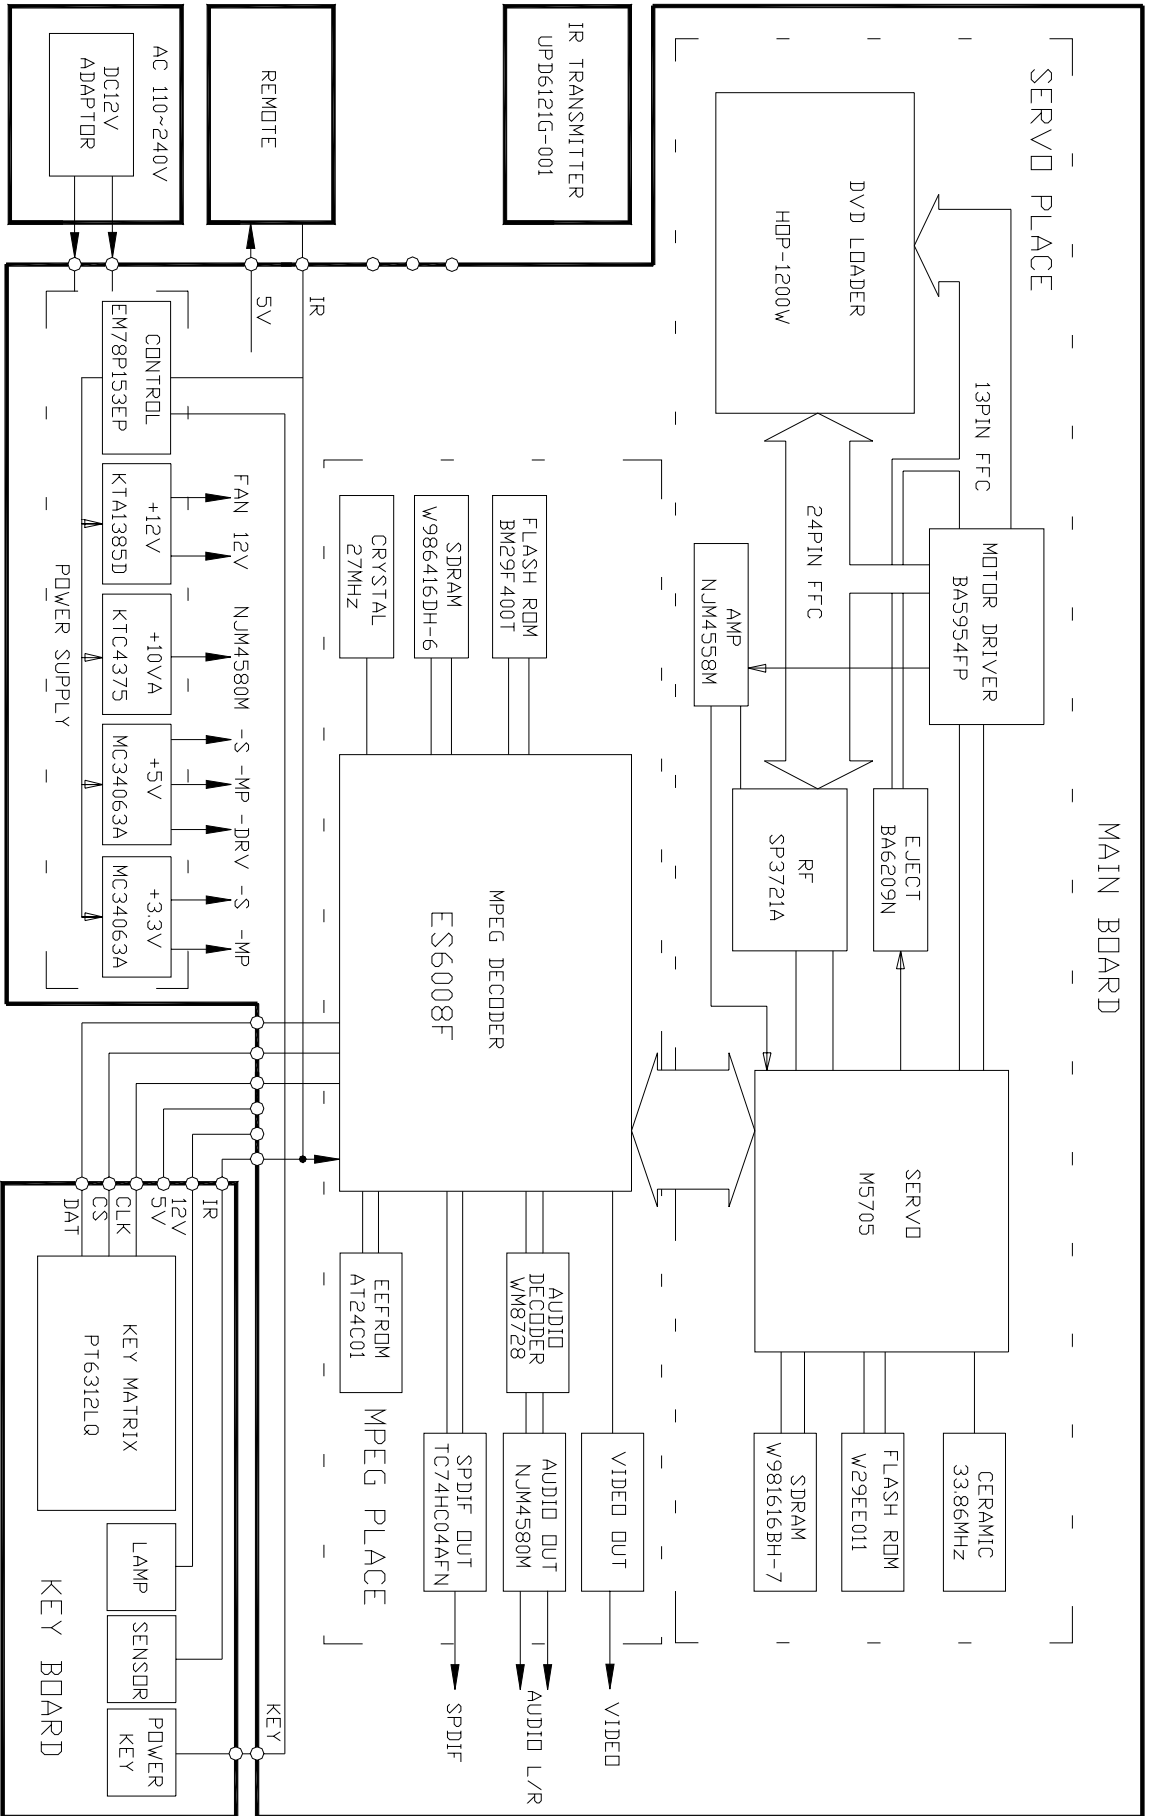 MAIN BOARD
SERVO PLACE
DVD LOADER
HOP-1200W
13PIN FFC
24PIN FFC
MOTOR DRIVER
BA5954FP
AMP
NJM4558M
EJECT
BA6209N
RF
SP3721A
SERVO
M5705
CERAMIC
33.86MHz
FLASH ROM
W29EE011
SDRAM
W981616BH-7
IR TRANSMITTER
UPD6121G-001
REMOTE
AC 110~240V
DC12V
ADAPTOR
IR
5V
FLASH ROM
BM29F400T
SDRAM
W986416DH-6
CRYSTAL
27MHz
MPEG DECODER
ES6008F
VIDEO OUT
VIDEO
AUDIO
DECODER
WM8728
AUDIO OUT
NJM4580M
AUDIO L/R
SPDIF OUT
TC74HC04AFN
SPDIF
EEFROM
AT24C01
MPEG PLACE
CONTROL
EM78P153EP
FAN 12V
+12V
KTA1385D
NJM4580M
+10VA
KTC4375
-S -MP -DRV
+5V
MC34063A
-S -MP
+3.3V
MC34063A
POWER SUPPLY
IR
12V
5V
CLK
CS
DAT
KEY MATRIX
PT6312LQ
LAMP
SENSOR
POWER
KEY
KEY
KEY BOARD